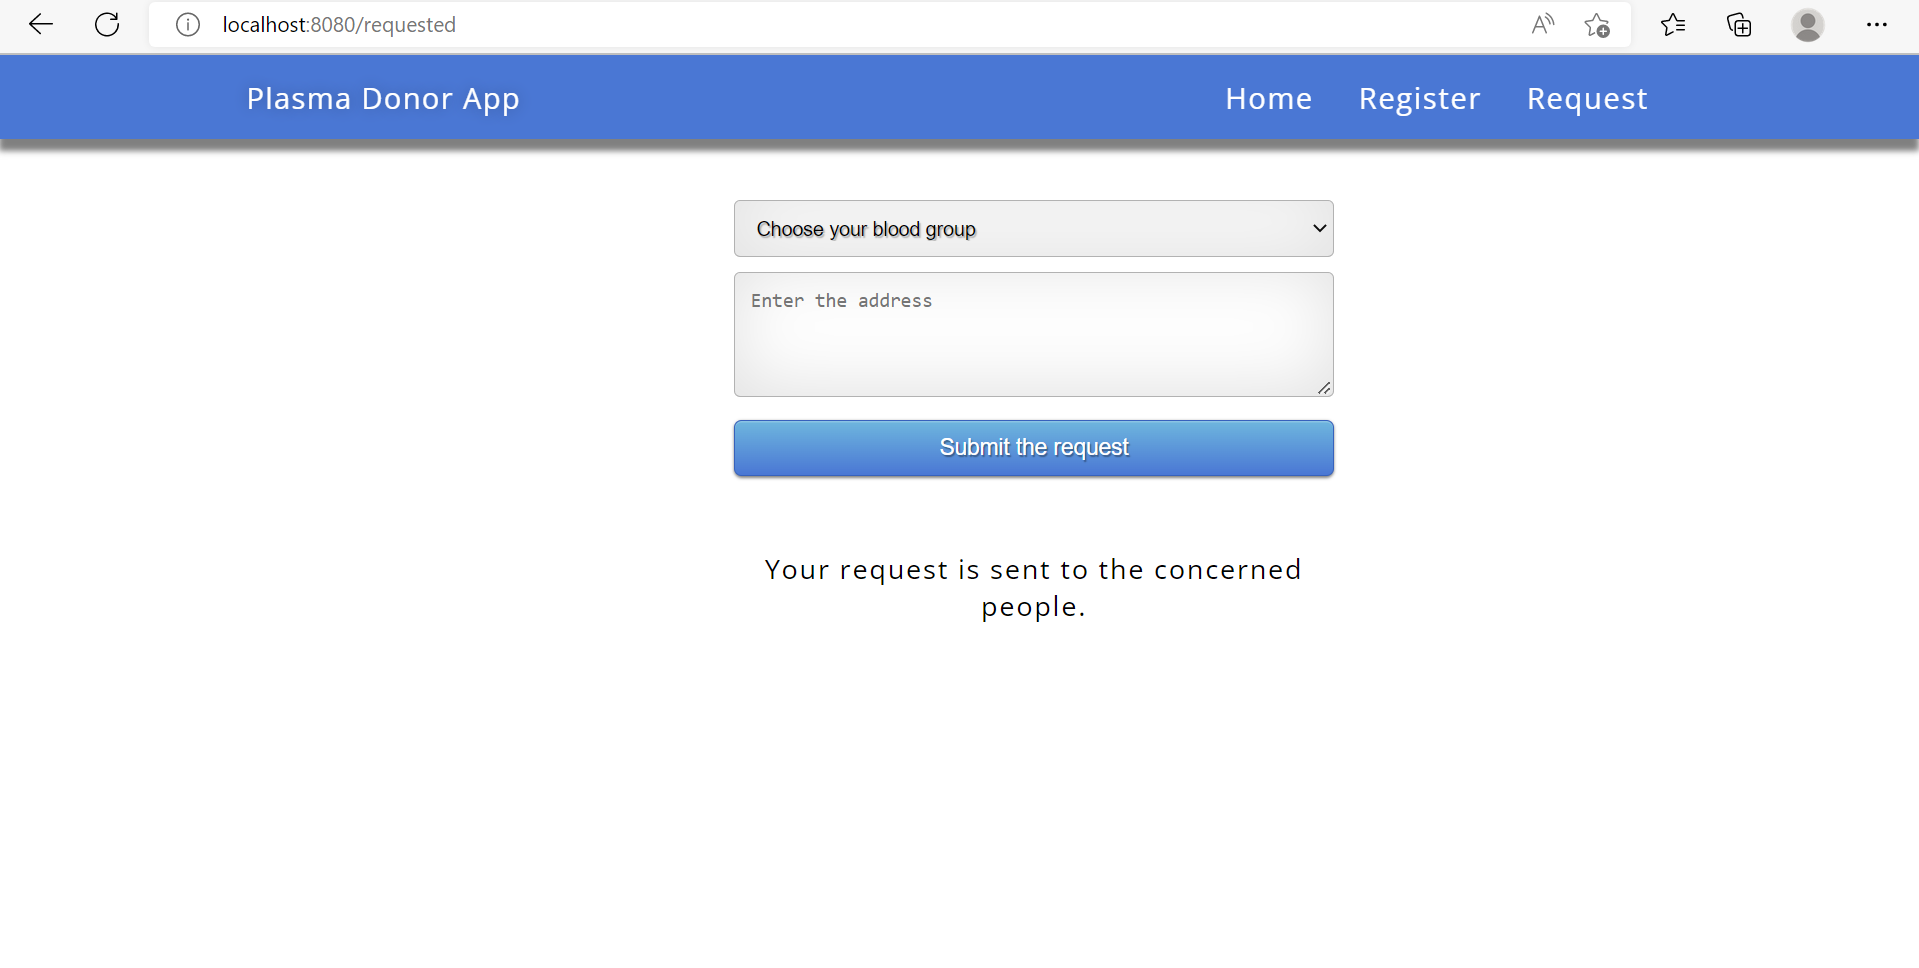 localhost:8080/requested
Plasma Donor App Home Register Request
Choose your blood group
Enter the address
Submit the request
Your request is sent to the concerned
people.